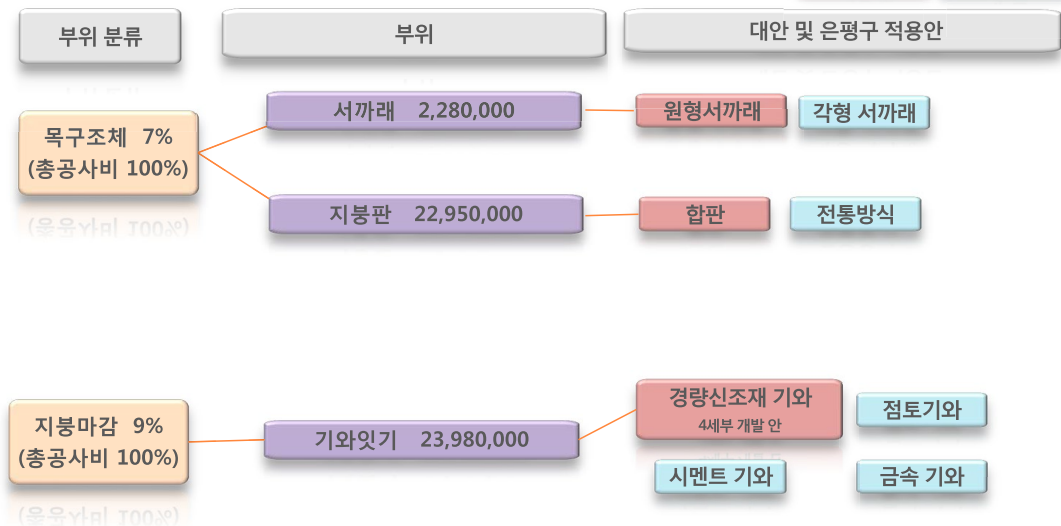 부위 분류
부위
대안 및 은평구 적용안
목구조체 7%
(총공사비 100%)
서까래 2,280,000
원형서까래
각형 서까래
지붕판 22,950,000
합판
전통방식
지붕마감 9%
(총공사비 100%)
기와잇기 23,980,000
경량신조재 기와
4세부 개발 안
점토기와
시멘트 기와
금속 기와